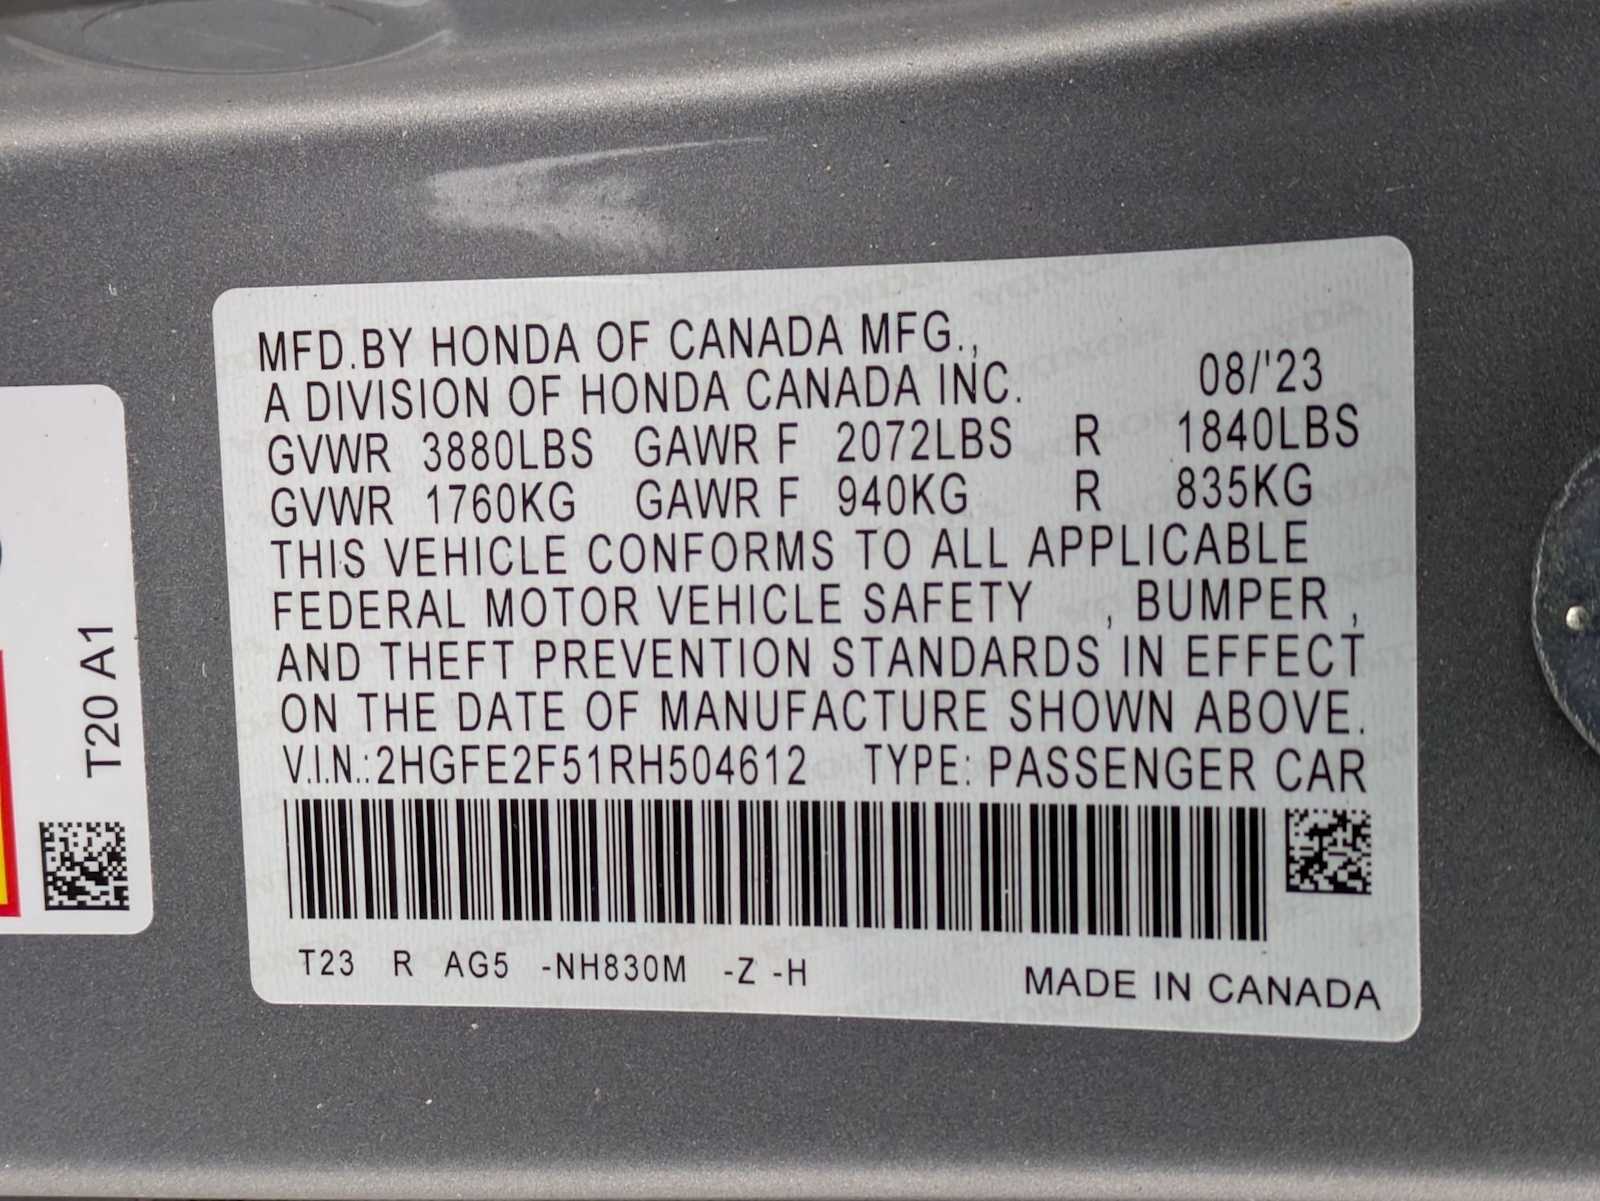 MFD.BY HONDA OF CANADA MFG.,
A DIVISION OF HONDA CANADA INC. 08/'23
GVWR 3880LBS GAWR F 2072LBS R 1840LBS
GVWR 1760KG GAWR F 940KG R 835KG
THIS VEHICLE CONFORMS TO ALL APPLICABLE
FEDERAL MOTOR VEHICLE SAFETY , BUMPER ,
AND THEFT PREVENTION STANDARDS IN EFFECT
ON THE DATE OF MANUFACTURE SHOWN ABOVE.
V.I.N.:2HGFE2F51RH504612 TYPE: PASSENGER CAR
T23 R AG5 -NH830M -Z -H
MADE IN CANADA
T20 A1